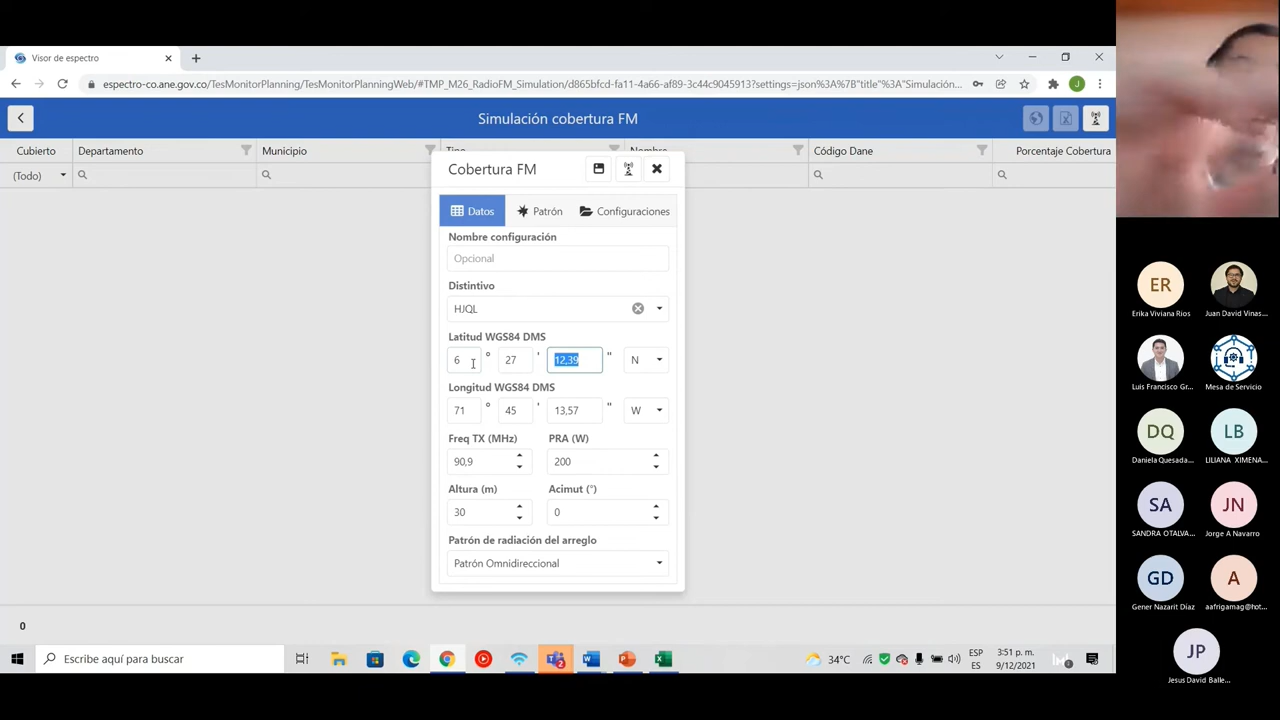 Visor de espectro
espectro-co.ane.gov.co/TesMonitorPlanning/TesMonitorPlanningWeb/#TMP_M26_RadioFM_Simulation/d865bfcd-fa11-4a66-af89-3c44c9045913?settings=json%3A%7B"title"%3A"Simulación...
J
Simulación cobertura FM
Cubierto
Departamento
Municipio
Tipo
Nombre
Código Dane
Porcentaje Cobertura
(Todo)
Cobertura FM
Datos
Patrón
Configuraciones
Nombre configuración
Opcional
Distintivo
HJQL
Latitud WGS84 DMS
6 ° 27 ' 12,39 " N
Longitud WGS84 DMS
71 ° 45 ' 13,57 " W
Freq TX (MHz) PRA (W)
90,9 200
Altura (m) Acimut (°)
30 0
Patrón de radiación del arreglo
Patrón Omnidireccional
0
Escribe aquí para buscar
34°C
ESP
ES
3:51 p. m.
9/12/2021
ER
Erika Viviana Rios
Juan David Vinas...
Luis Francisco Gr...
Mesa de Servicio
DQ
Daniela Quesada...
LB
LILIANA XIMENA...
SA
SANDRA OTALVA...
JN
Jorge A Navarro
GD
Gener Nazarit Díaz
A
aafrigamag@hot...
JP
Jesus David Balle...